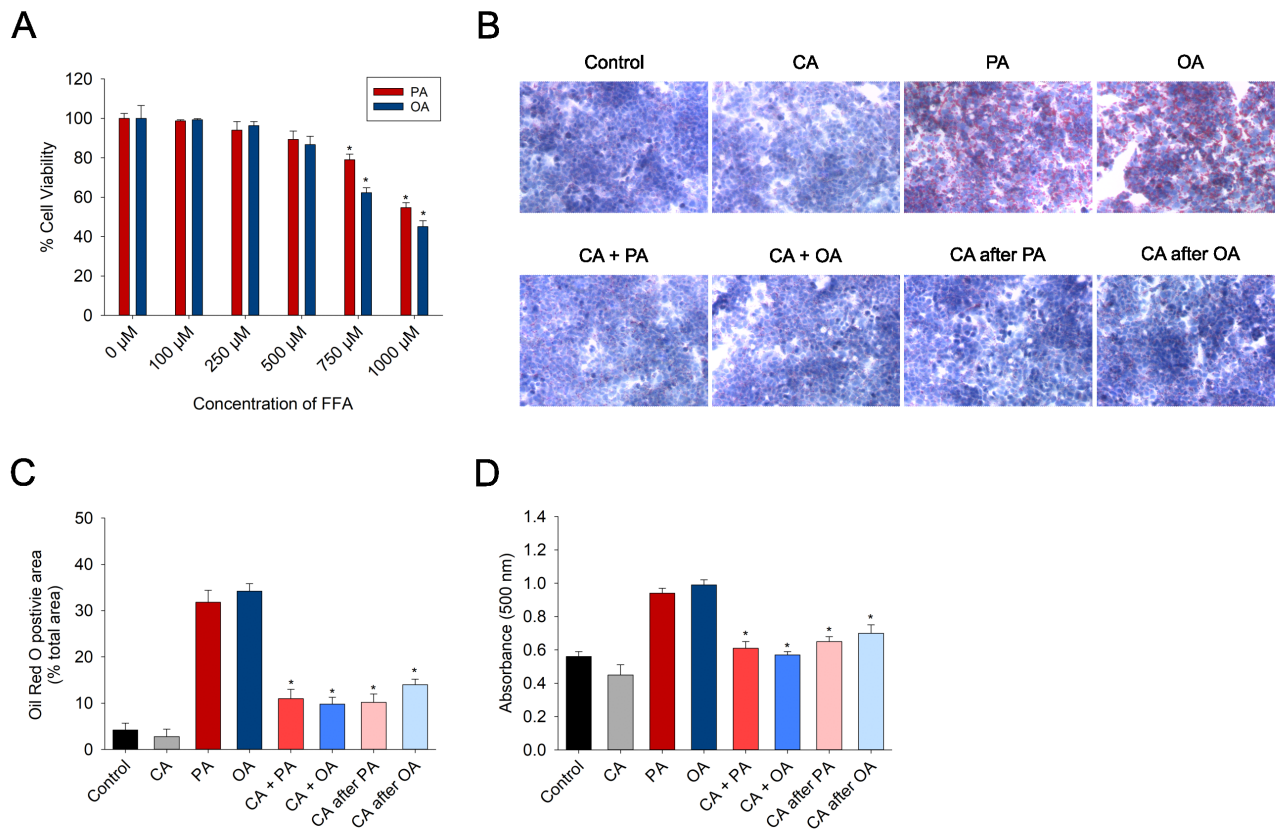 A
% Cell Viability
120
100
80
60
40
20
0
PA
OA
*
*
*
*
0 µM
100 µM
250 µM
500 µM
750 µM
1000 µM
Concentration of FFA
B
Control
CA
PA
OA
CA + PA
CA + OA
CA after PA
CA after OA
C
Oil Red O postivie area
(% total area)
50
40
30
20
10
0
*
*
*
*
Control
CA
PA
OA
CA + PA
CA + OA
CA after PA
CA after OA
D
Absorbance (500 nm)
1.4
1.2
1.0
0.8
0.6
0.4
0.2
0.0
*
*
*
*
Control
CA
PA
OA
CA + PA
CA + OA
CA after PA
CA after OA